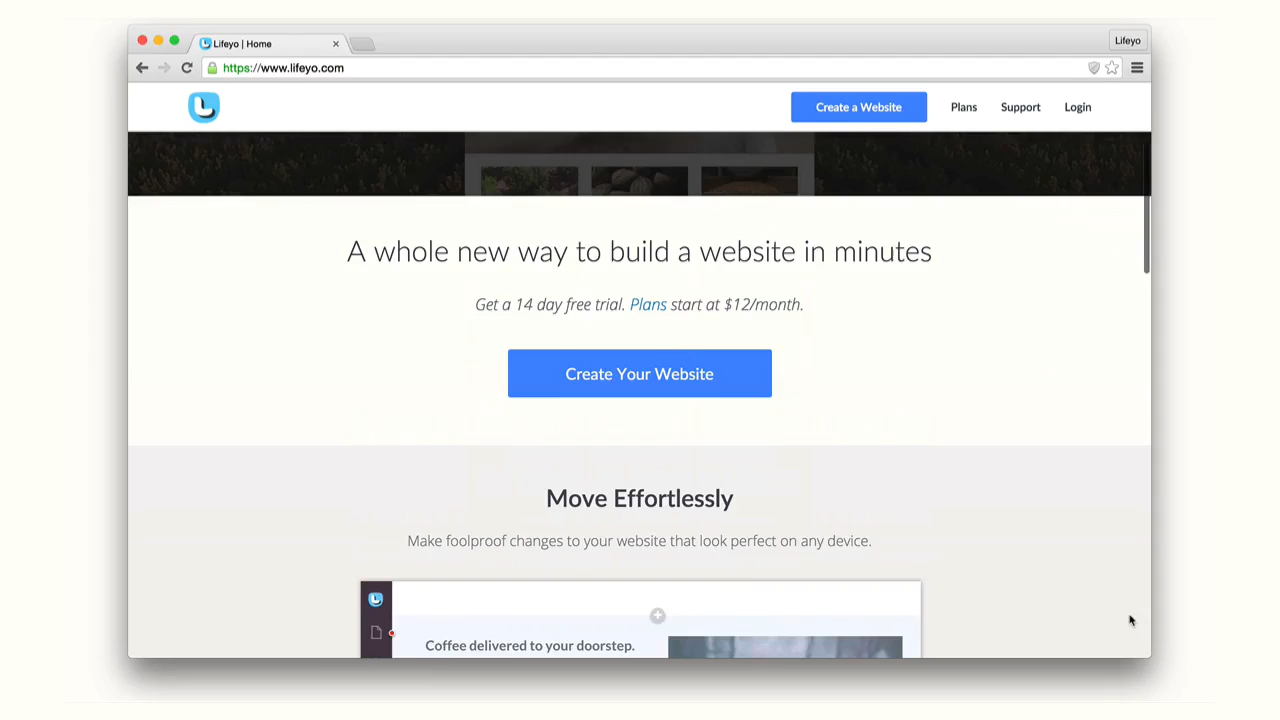 Lifeyo | Home
Lifeyo
https://www.lifeyo.com
Create a Website
Plans
Support
Login
A whole new way to build a website in minutes
Get a 14 day free trial. Plans start at $12/month.
Create Your Website
Move Effortlessly
Make foolproof changes to your website that look perfect on any device.
Coffee delivered to your doorstep.